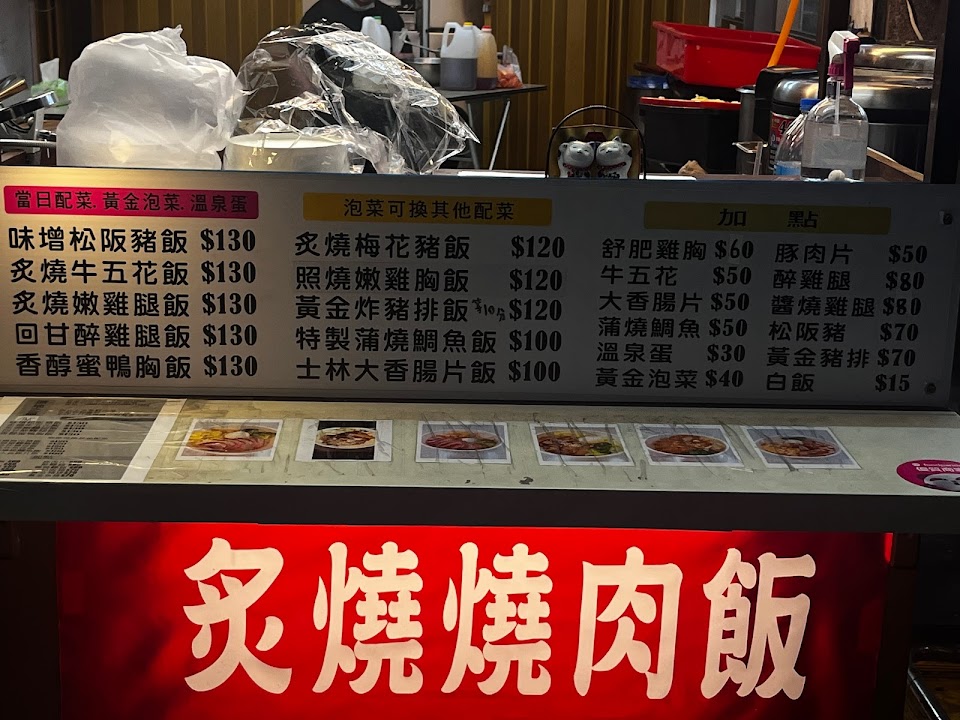 當日配菜. 黃金泡菜. 溫泉蛋
味增松阪豬飯 $130
炙燒牛五花飯 $130
炙燒嫩雞腿飯 $130
回甘醉雞腿飯 $130
香醇蜜鴨胸飯 $130
泡菜可換其他配菜
炙燒梅花豬飯 $120
照燒嫩雞胸飯 $120
黃金炸豬排飯 等10分 $120
特製蒲燒鯛魚飯 $100
士林大香腸片飯 $100
加點
舒肥雞胸 $60
牛五花 $50
大香腸片 $50
蒲燒鯛魚 $50
溫泉蛋 $30
黃金泡菜 $40
豚肉片 $50
醉雞腿 $80
醬燒雞腿 $80
松阪豬 $70
黃金豬排 $70
白飯 $15
炙燒燒肉飯